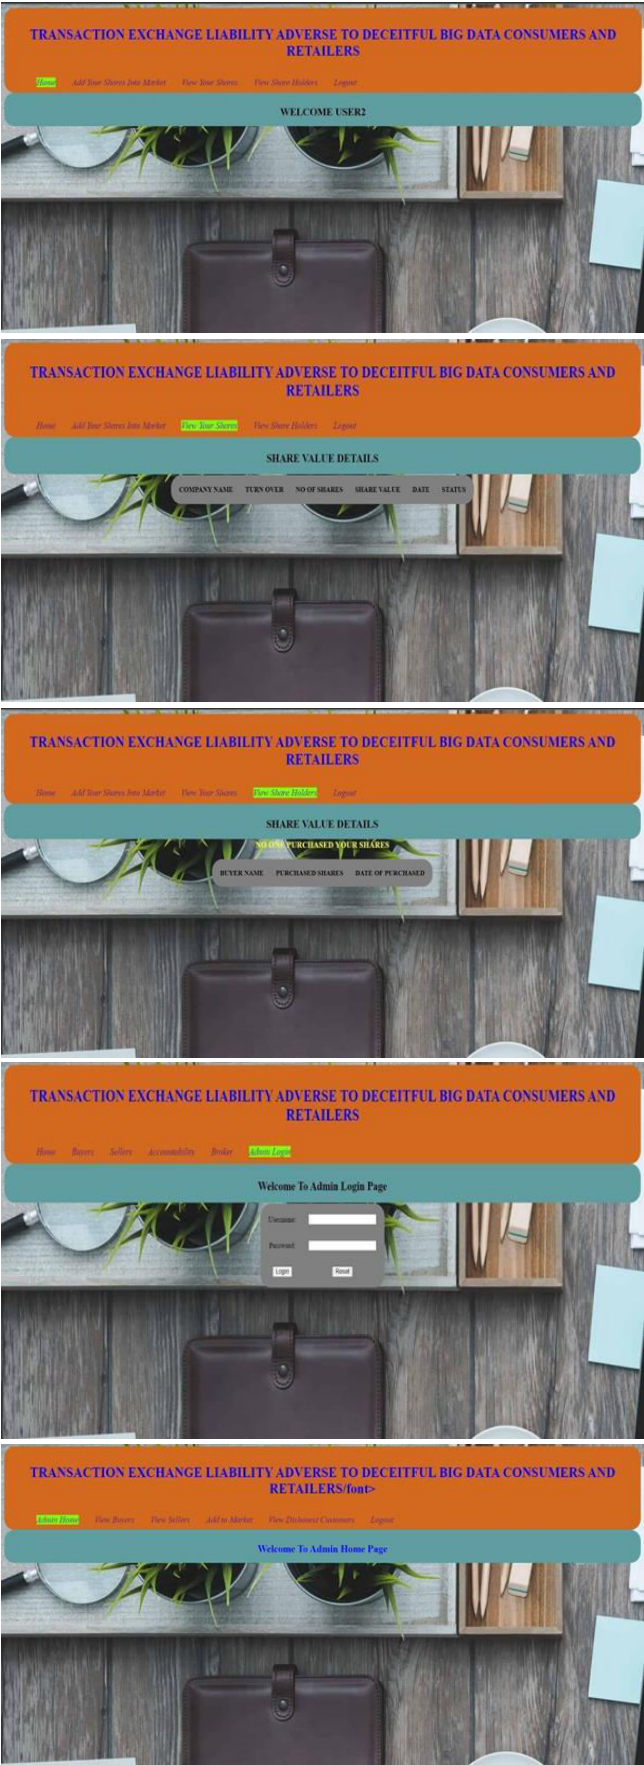 TRANSACTION EXCHANGE LIABILITY ADVERSE TO DECEITFUL BIG DATA CONSUMERS AND
RETAILERS
Home Add Your Shares Into Market View Your Shares View Share Holders Logout
WELCOME USER2
TRANSACTION EXCHANGE LIABILITY ADVERSE TO DECEITFUL BIG DATA CONSUMERS AND
RETAILERS
Home Add Your Shares Into Market View Your Shares View Share Holders Logout
SHARE VALUE DETAILS
COMPANY NAME TURN OVER NO OF SHARES SHARE VALUE DATE STATUS
TRANSACTION EXCHANGE LIABILITY ADVERSE TO DECEITFUL BIG DATA CONSUMERS AND
RETAILERS
Home Add Your Shares Into Market View Your Shares View Share Holders Logout
SHARE VALUE DETAILS
NO ONE PURCHASED YOUR SHARES
BUYER NAME PURCHASED SHARES DATE OF PURCHASED
TRANSACTION EXCHANGE LIABILITY ADVERSE TO DECEITFUL BIG DATA CONSUMERS AND
RETAILERS
Home Buyers Sellers Accountability Broker Admin Login
Welcome To Admin Login Page
Username:
Password:
Login Reset
TRANSACTION EXCHANGE LIABILITY ADVERSE TO DECEITFUL BIG DATA CONSUMERS AND
RETAILERS/font>
Admin Home View Buyers View Sellers Add to Market View Dishonest Customers Logout
Welcome To Admin Home Page